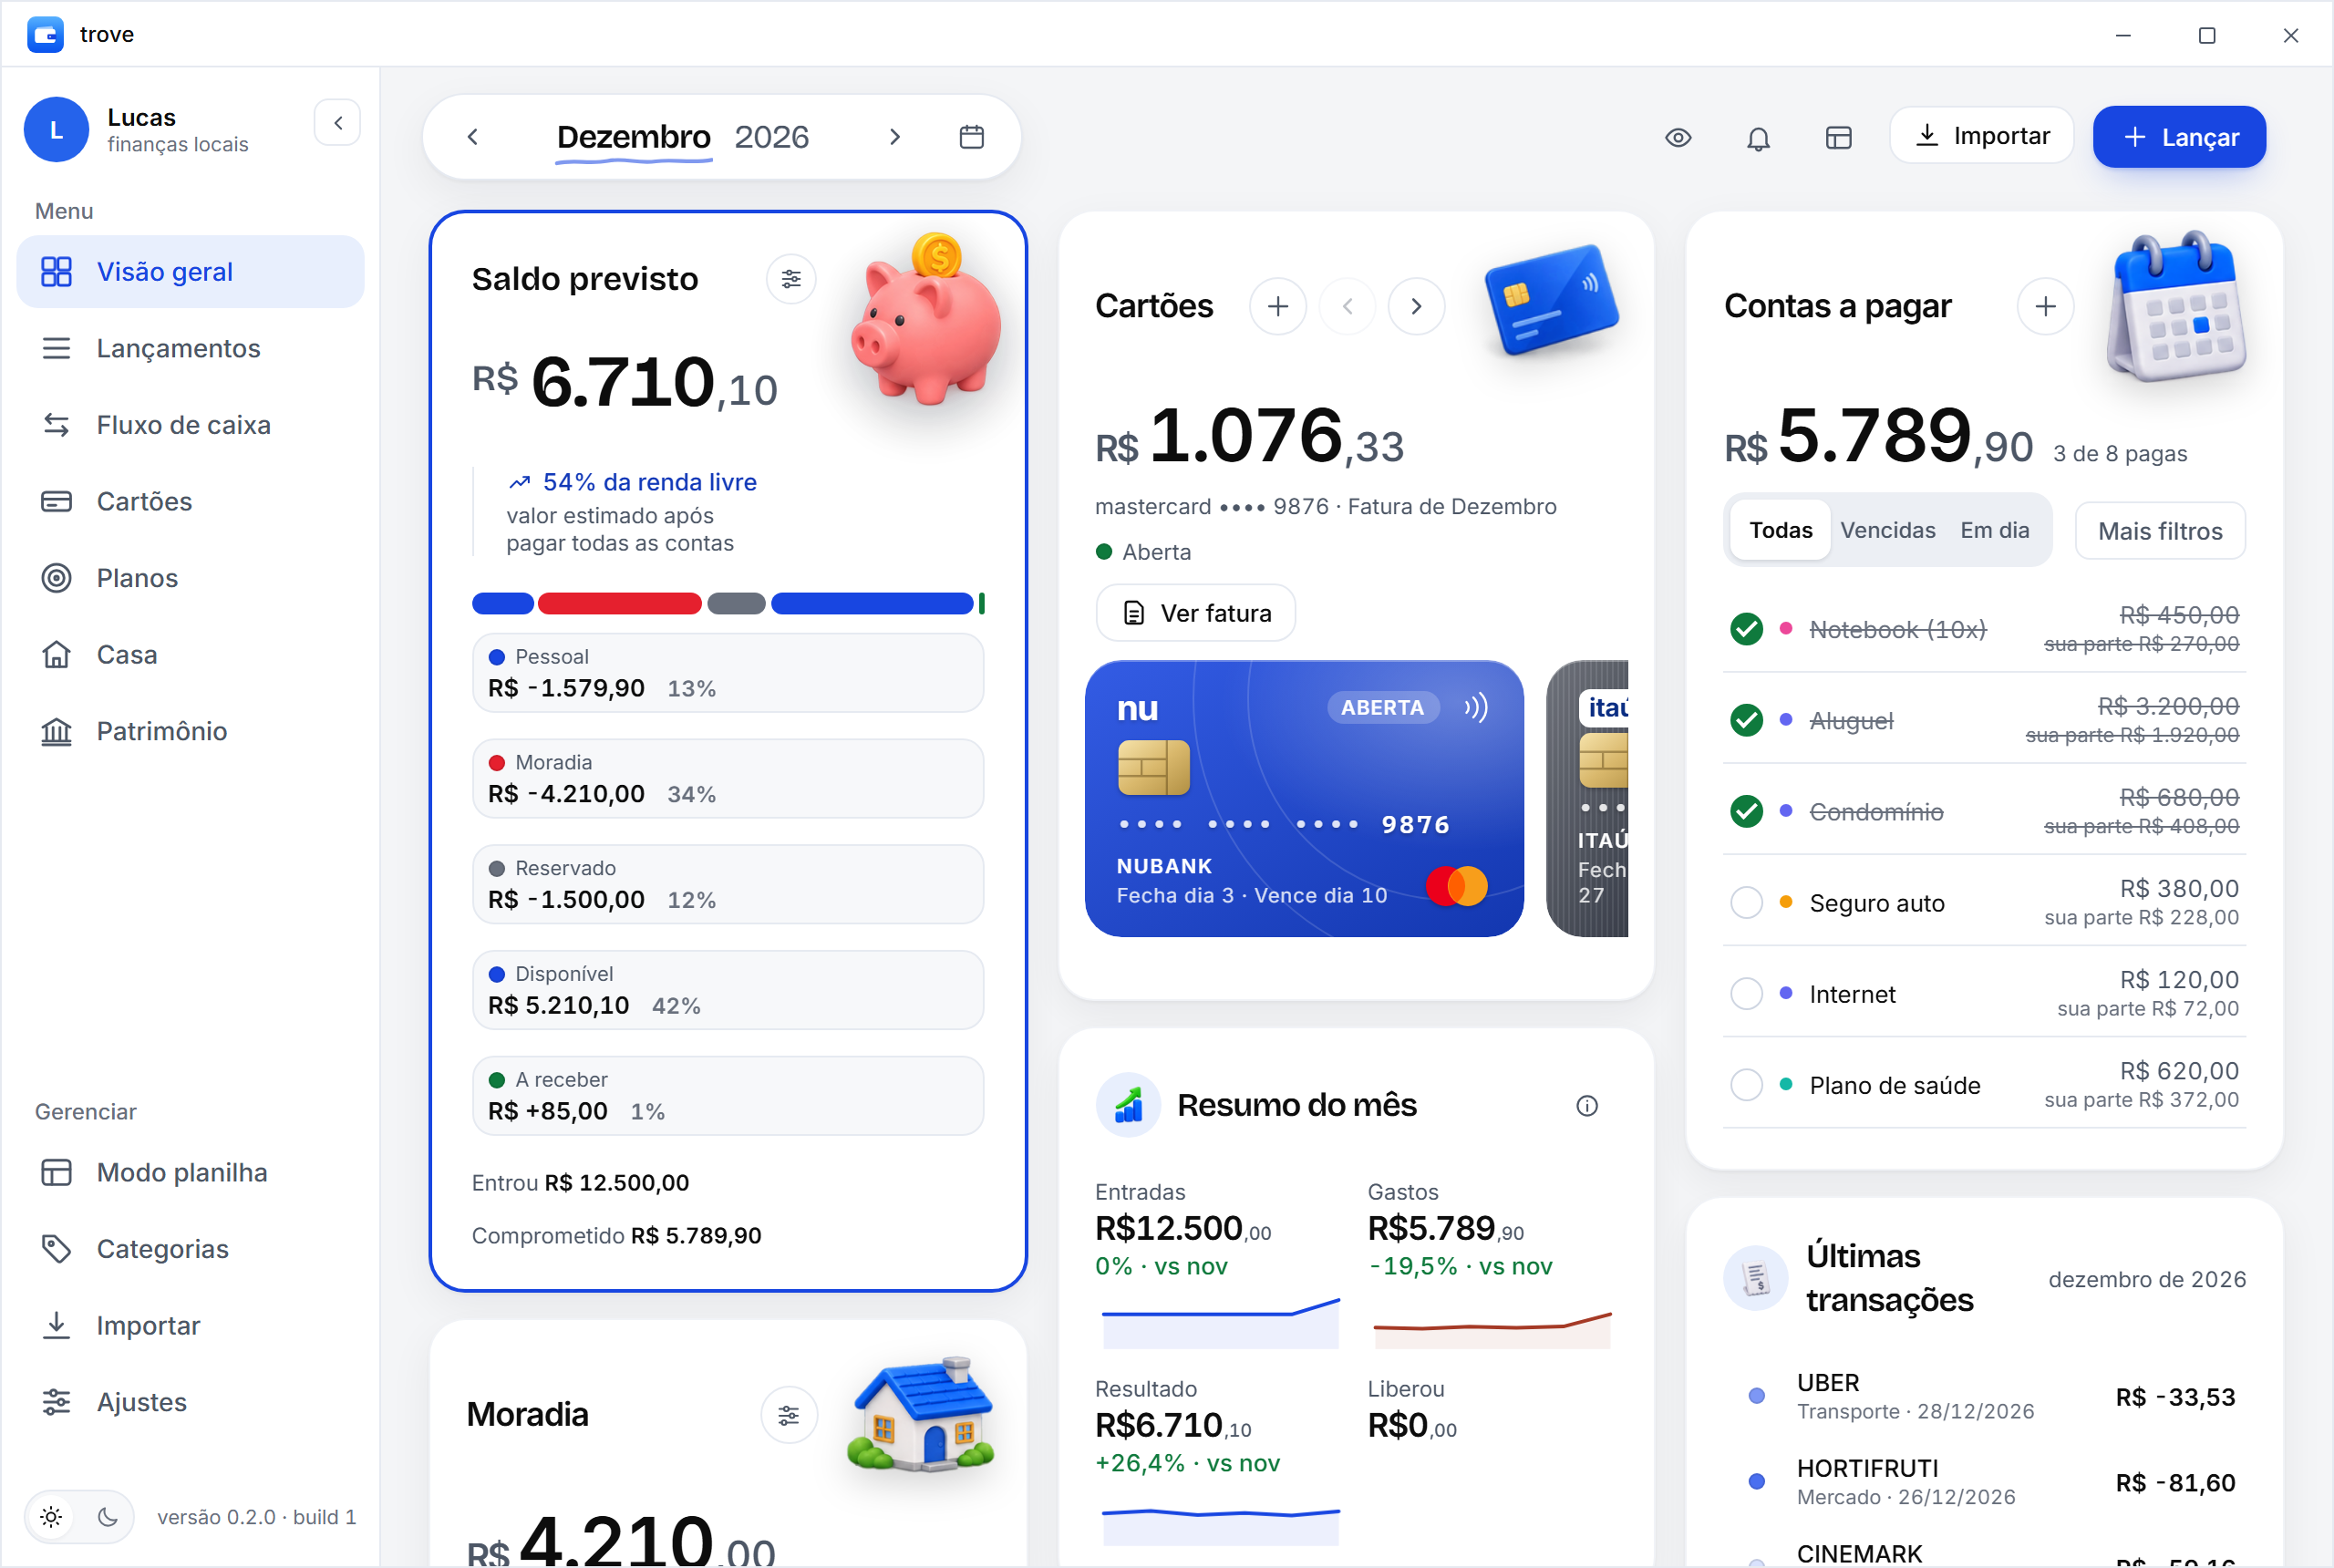 trove
Lucas
finanças locais
L
Menu
Visão geral
Lançamentos
Fluxo de caixa
Cartões
Planos
Casa
Patrimônio
Gerenciar
Modo planilha
Categorias
Importar
Ajustes
versão 0.2.0 · build 1
Dezembro 2026
Importar
Lançar
Saldo previsto
R$ 6.710,10
54% da renda livre
valor estimado após
pagar todas as contas
Pessoal
R$ -1.579,90 13%
Moradia
R$ -4.210,00 34%
Reservado
R$ -1.500,00 12%
Disponível
R$ 5.210,10 42%
A receber
R$ +85,00 1%
Entrou R$ 12.500,00
Comprometido R$ 5.789,90
Moradia
R$ 4.210,00
Cartões
R$ 1.076,33
mastercard •••• 9876 · Fatura de Dezembro
Aberta
Ver fatura
nu
ABERTA
•••• •••• •••• 9876
NUBANK
Fecha dia 3 · Vence dia 10
itaú
ITAÚ
Fech
27
Resumo do mês
Entradas
R$12.500,00
0% · vs nov
Gastos
R$5.789,90
-19,5% · vs nov
Resultado
R$6.710,10
+26,4% · vs nov
Liberou
R$0,00
Contas a pagar
R$ 5.789,90 3 de 8 pagas
Todas Vencidas Em dia
Mais filtros
Notebook (10x)
R$ 450,00
sua parte R$ 270,00
Aluguel
R$ 3.200,00
sua parte R$ 1.920,00
Condomínio
R$ 680,00
sua parte R$ 408,00
Seguro auto
R$ 380,00
sua parte R$ 228,00
Internet
R$ 120,00
sua parte R$ 72,00
Plano de saúde
R$ 620,00
sua parte R$ 372,00
Últimas
transações
dezembro de 2026
UBER
Transporte · 28/12/2026
R$ -33,53
HORTIFRUTI
Mercado · 26/12/2026
R$ -81,60
CINEMARK